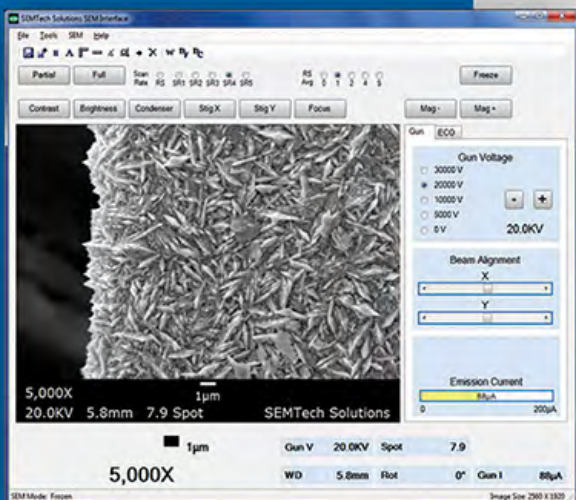 SEMTech Solutions SEM Interface
File Tools SEM Help
Partial Full Scan Rate RS SR1 SR2 SR3 SR4 SR5 RS Avg 0 1 2 4 5 Freeze
Contrast Brightness Condenser Stig X Stig Y Focus Mag - Mag +
Gun ECO
Gun Voltage
30000 V
20000 V
10000 V
5000 V
0 V
- +
20.0KV
Beam Alignment
X
Y
Emission Current
88µA
0 200µA
5,000X 1µm
20.0KV 5.8mm 7.9 Spot SEMTech Solutions
1µm
5,000X
Gun V 20.0KV Spot 7.9
WD 5.8mm Rot 0° Gun I 88µA
SEM Mode: Frozen Image Size: 2560 X 1920